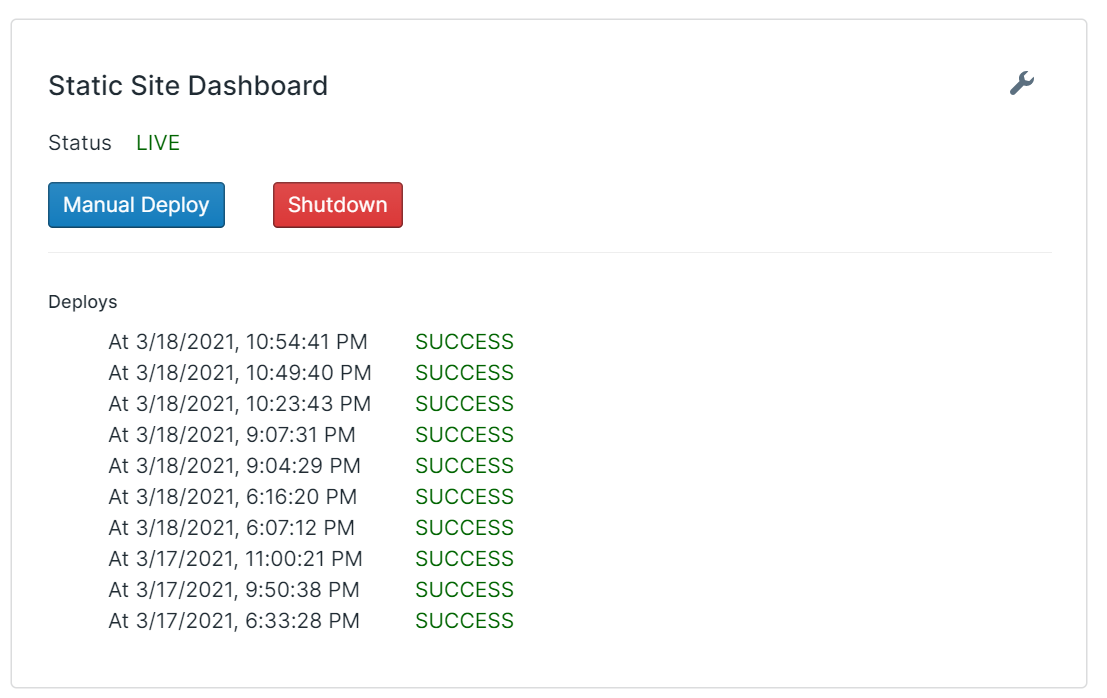 Static Site Dashboard
Status LIVE
Manual Deploy Shutdown
Deploys
At 3/18/2021, 10:54:41 PM SUCCESS
At 3/18/2021, 10:49:40 PM SUCCESS
At 3/18/2021, 10:23:43 PM SUCCESS
At 3/18/2021, 9:07:31 PM SUCCESS
At 3/18/2021, 9:04:29 PM SUCCESS
At 3/18/2021, 6:16:20 PM SUCCESS
At 3/18/2021, 6:07:12 PM SUCCESS
At 3/17/2021, 11:00:21 PM SUCCESS
At 3/17/2021, 9:50:38 PM SUCCESS
At 3/17/2021, 6:33:28 PM SUCCESS